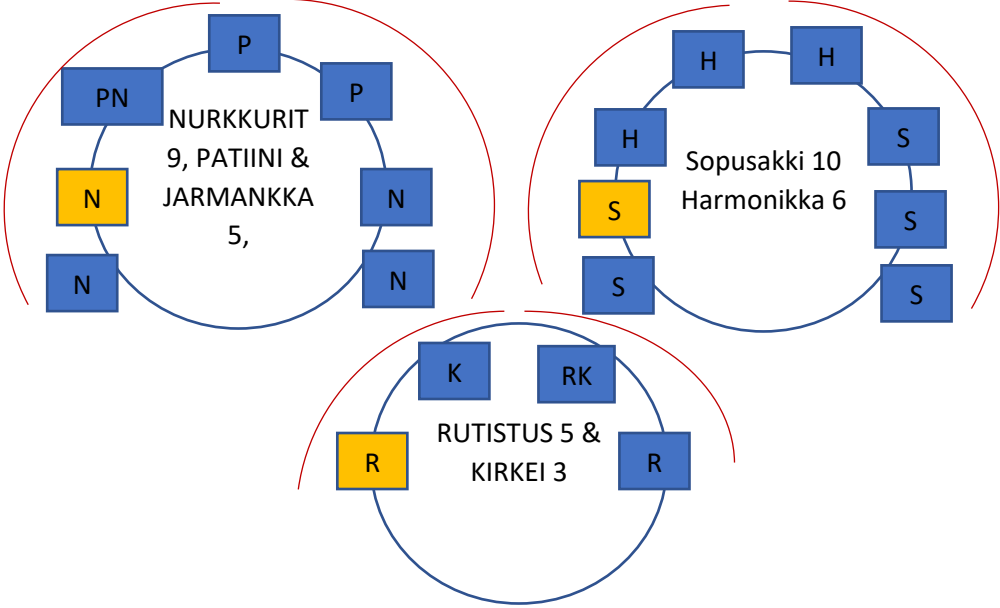 P
PN
P
NURKKURIT
9, PATIINI &
JARMANKKA
5,
N
N
N
N
H
H
H
S
Sopusakki 10
Harmonikka 6
S
S
S
S
K
RK
RUTISTUS 5 &
KIRKEI 3
R
R